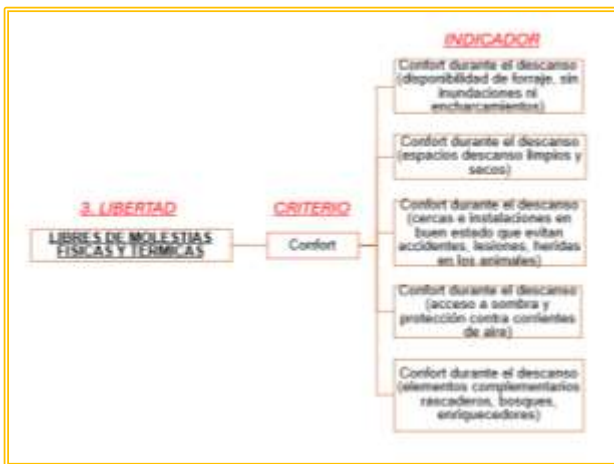 INDICADOR
Confort durante el descanso
(disponibilidad de forraje, sin
inundaciones ni
encharcamientos)
Confort durante el descanso
(espacios descanso limpios y
secos)
3. LIBERTAD
CRITERIO
LIBRES DE MOLESTIAS
FISICAS Y TERMICAS
Confort
Confort durante el descanso
(cercas e instalaciones en
buen estado que evitan
accidentes, lesiones, heridas
en los animales)
Confort durante el descanso
(acceso a sombra y
protección contra corrientes
de aire)
Confort durante el descanso
(elementos complementarios
rascaderos, bosques,
enriquecedores)